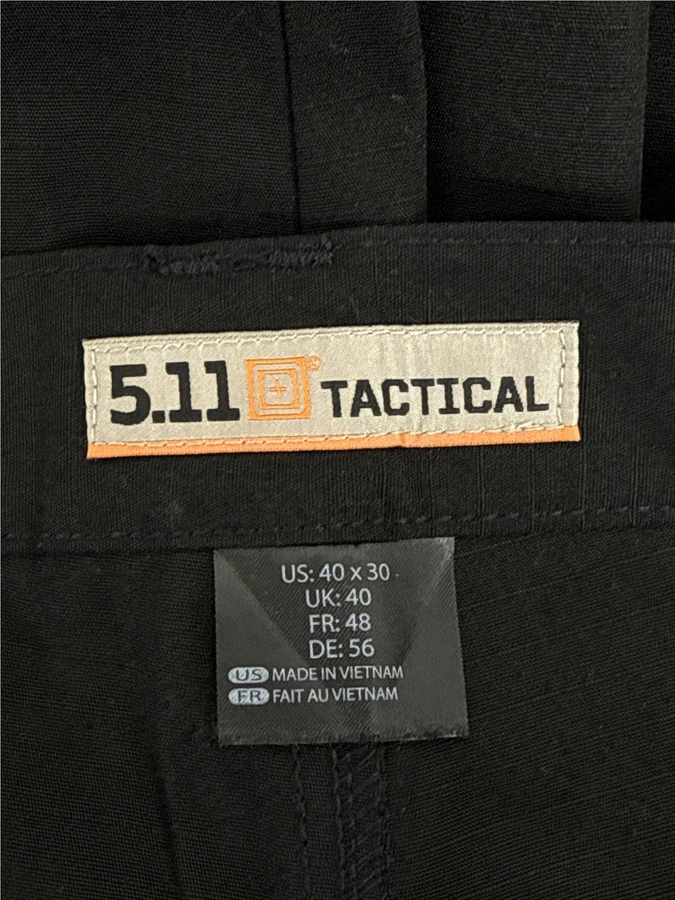 5.11® TACTICAL
US: 40 x 30
UK: 40
FR: 48
DE: 56
US MADE IN VIETNAM
FR FAIT AU VIETNAM